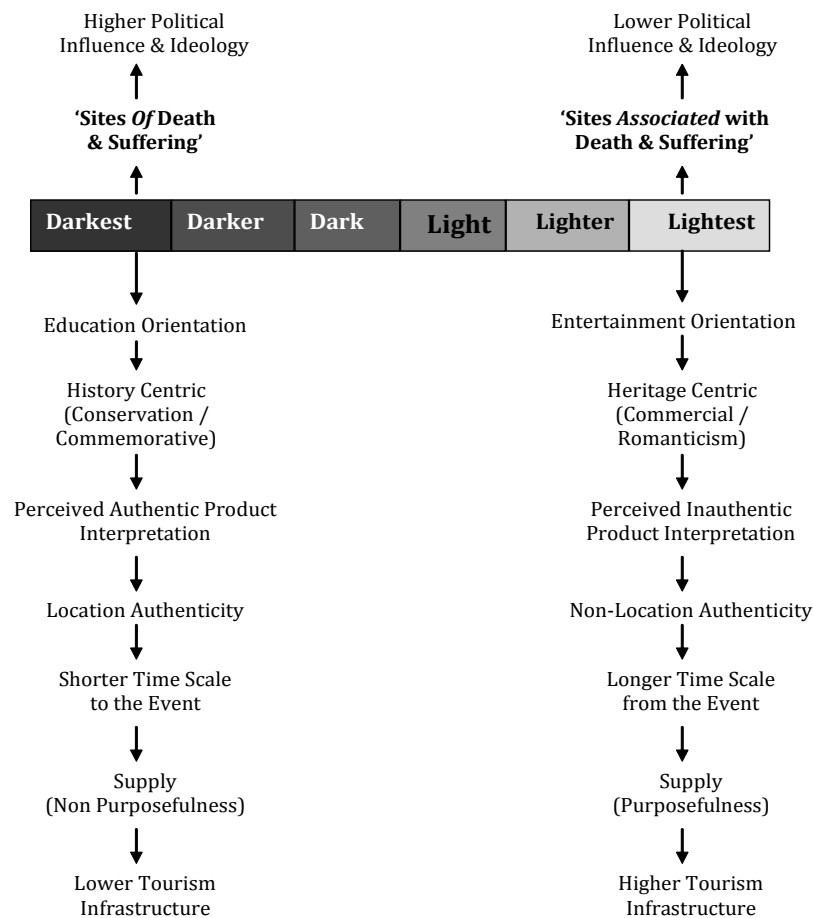 Higher Political
Influence & Ideology
Lower Political
Influence & Ideology
‘Sites Of Death
& Suffering’
‘Sites Associated with
Death & Suffering’
Darkest Darker Dark Light Lighter Lightest
Education Orientation
Entertainment Orientation
History Centric
(Conservation /
Commemorative)
Heritage Centric
(Commercial /
Romanticism)
Perceived Authentic Product
Interpretation
Perceived Inauthentic
Product Interpretation
Location Authenticity
Non-Location Authenticity
Shorter Time Scale
to the Event
Longer Time Scale
from the Event
Supply
(Non Purposefulness)
Supply
(Purposefulness)
Lower Tourism
Infrastructure
Higher Tourism
Infrastructure